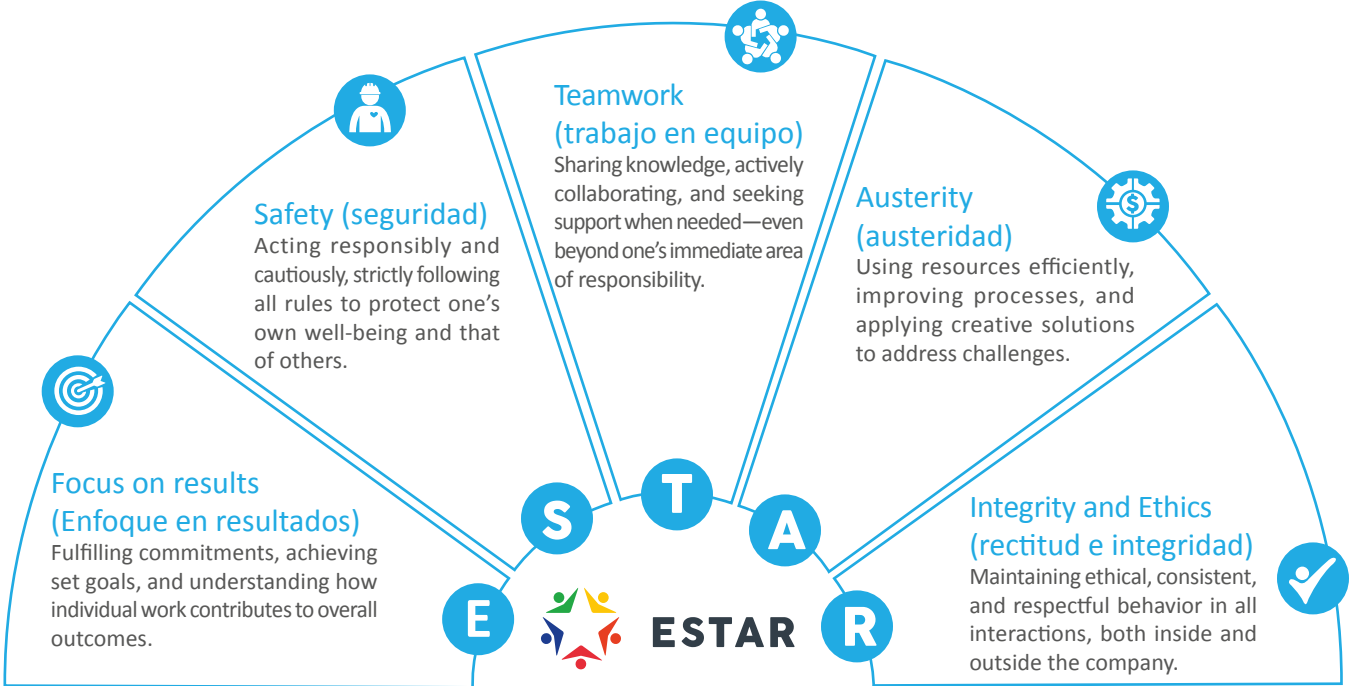 Focus on results
(Enfoque en resultados)
Fulfilling commitments, achieving
set goals, and understanding how
individual work contributes to overall
outcomes.
Safety (seguridad)
Acting responsibly and
cautiously, strictly following
all rules to protect one’s
own well-being and that
of others.
Teamwork
(trabajo en equipo)
Sharing knowledge, actively
collaborating, and seeking
support when needed—even
beyond one’s immediate area
of responsibility.
Austerity
(austeridad)
Using resources efficiently,
improving processes, and
applying creative solutions
to address challenges.
$
Integrity and Ethics
(rectitud e integridad)
Maintaining ethical, consistent,
and respectful behavior in all
interactions, both inside and
outside the company.
E
S
T
A
R
ESTAR